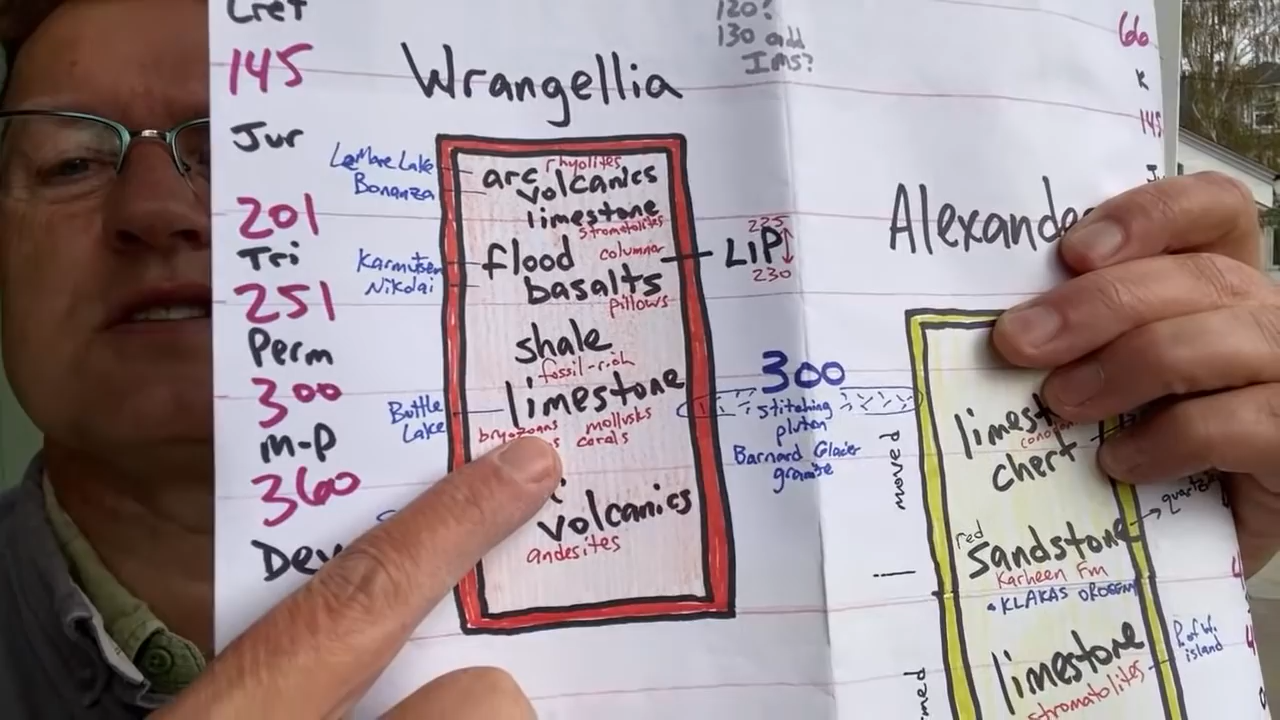 Cret
145
Jur
201
Tri
251
Perm
300
M-P
360
Dev
Wrangellia
LeMare Lake
Bonanza
Karmutsen
Nikolai
Buttle
Lake
rhyolites
arc
volcanics
limestone
stromatolites
flood
columnar
basalts
pillows
shale
fossil-rich
limestone
bryozoans
mollusks
corals
volcanics
andesites
120?
130 add
Ims?
225
LIP
230
300
stitching
pluton
Barnard Glacier
granite
moved
66
K
145
limest
chert
red
Sandstone
Karheen Fm
• KLAKAS OROGENY
limestone
stromatolites
P. of W.
island